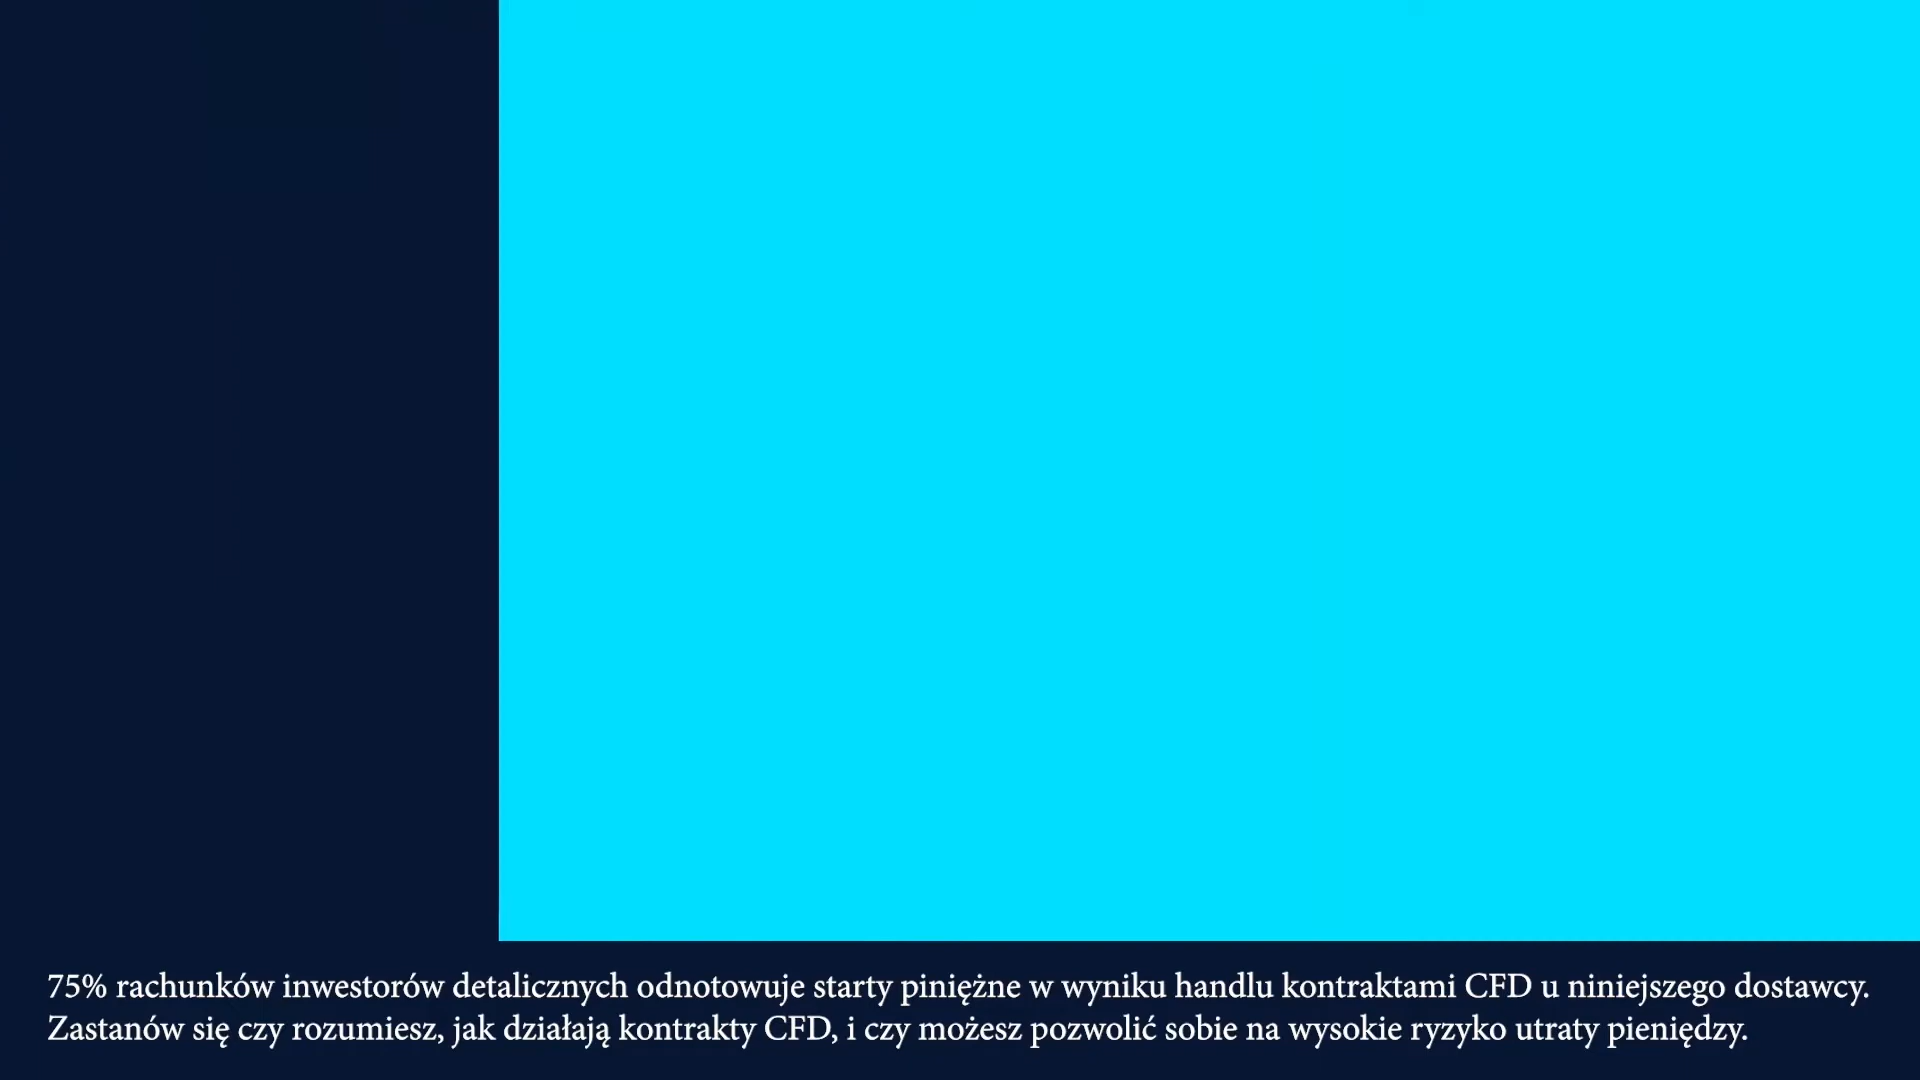 75% rachunków inwestorów detalicznych odnotowuje starty piniężne w wyniku handlu kontraktami CFD u niniejszego dostawcy.
Zastanów się czy rozumiesz, jak działają kontrakty CFD, i czy możesz pozwolić sobie na wysokie ryzyko utraty pieniędzy.